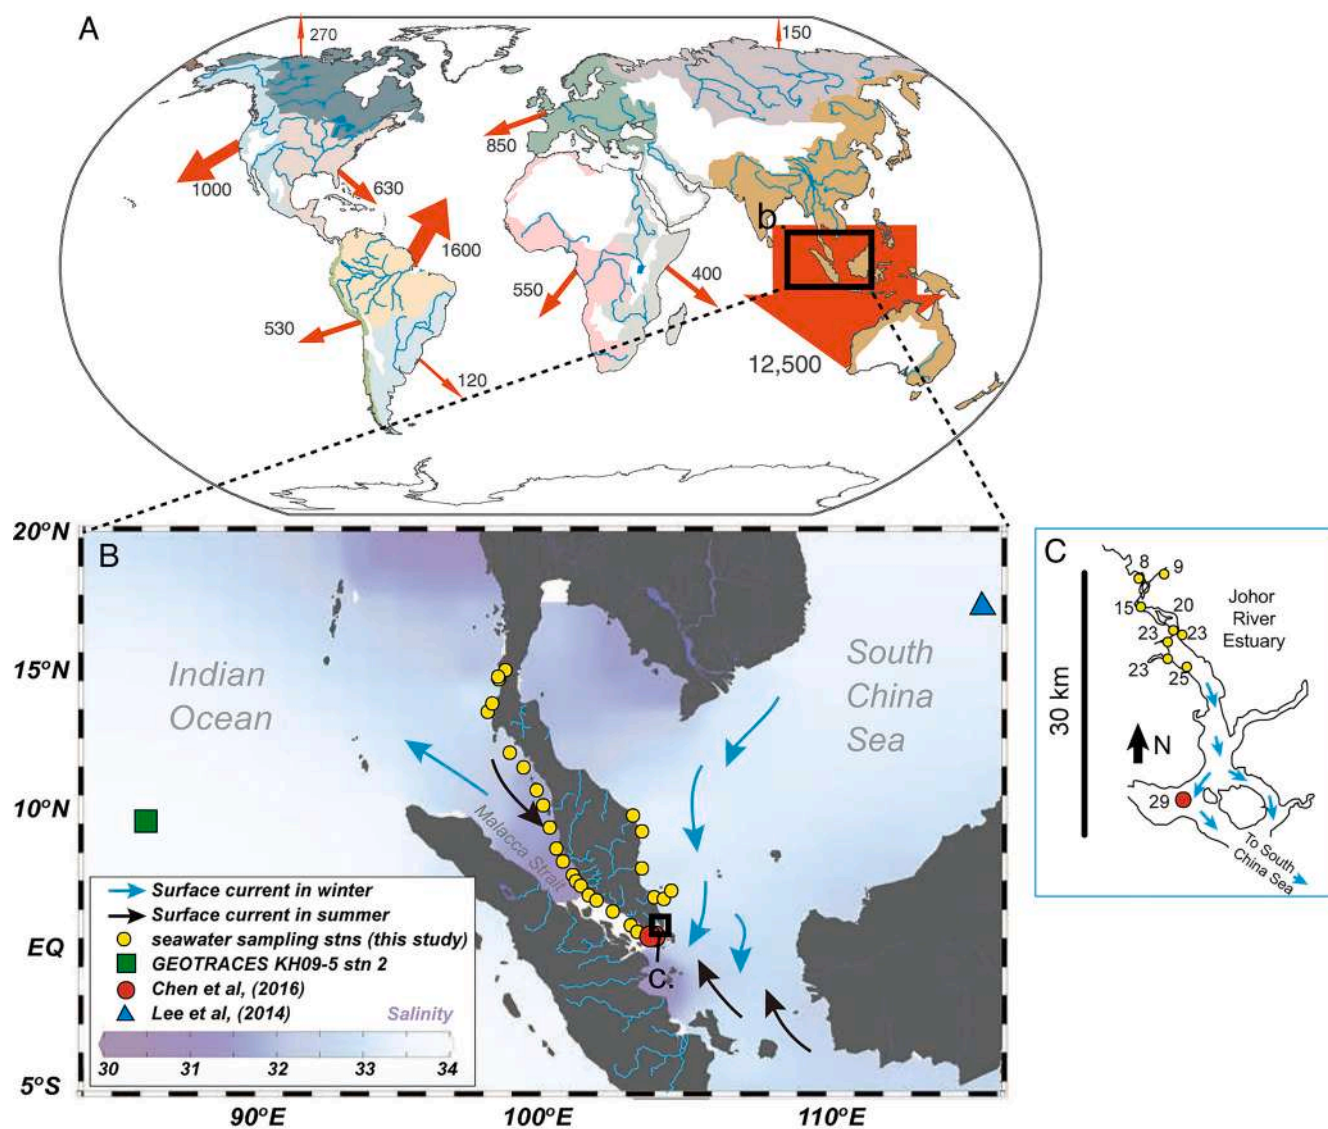 A
270
150
850
1000
630
1600
b.
550
400
530
12,500
120
20°N
B
C
8
9
15
20
Johor
River
Estuary
23
23
23
25
30 km
N
29
To South
China Sea
Indian
Ocean
South
China
Sea
15°N
10°N
Malacca Strait
Surface current in winter
Surface current in summer
seawater sampling stns (this study)
GEOTRACES KH09-5 stn 2
Chen et al, (2016)
Lee et al, (2014)
Salinity
30 31 32 33 34
c.
EQ
5°S
90°E 100°E 110°E